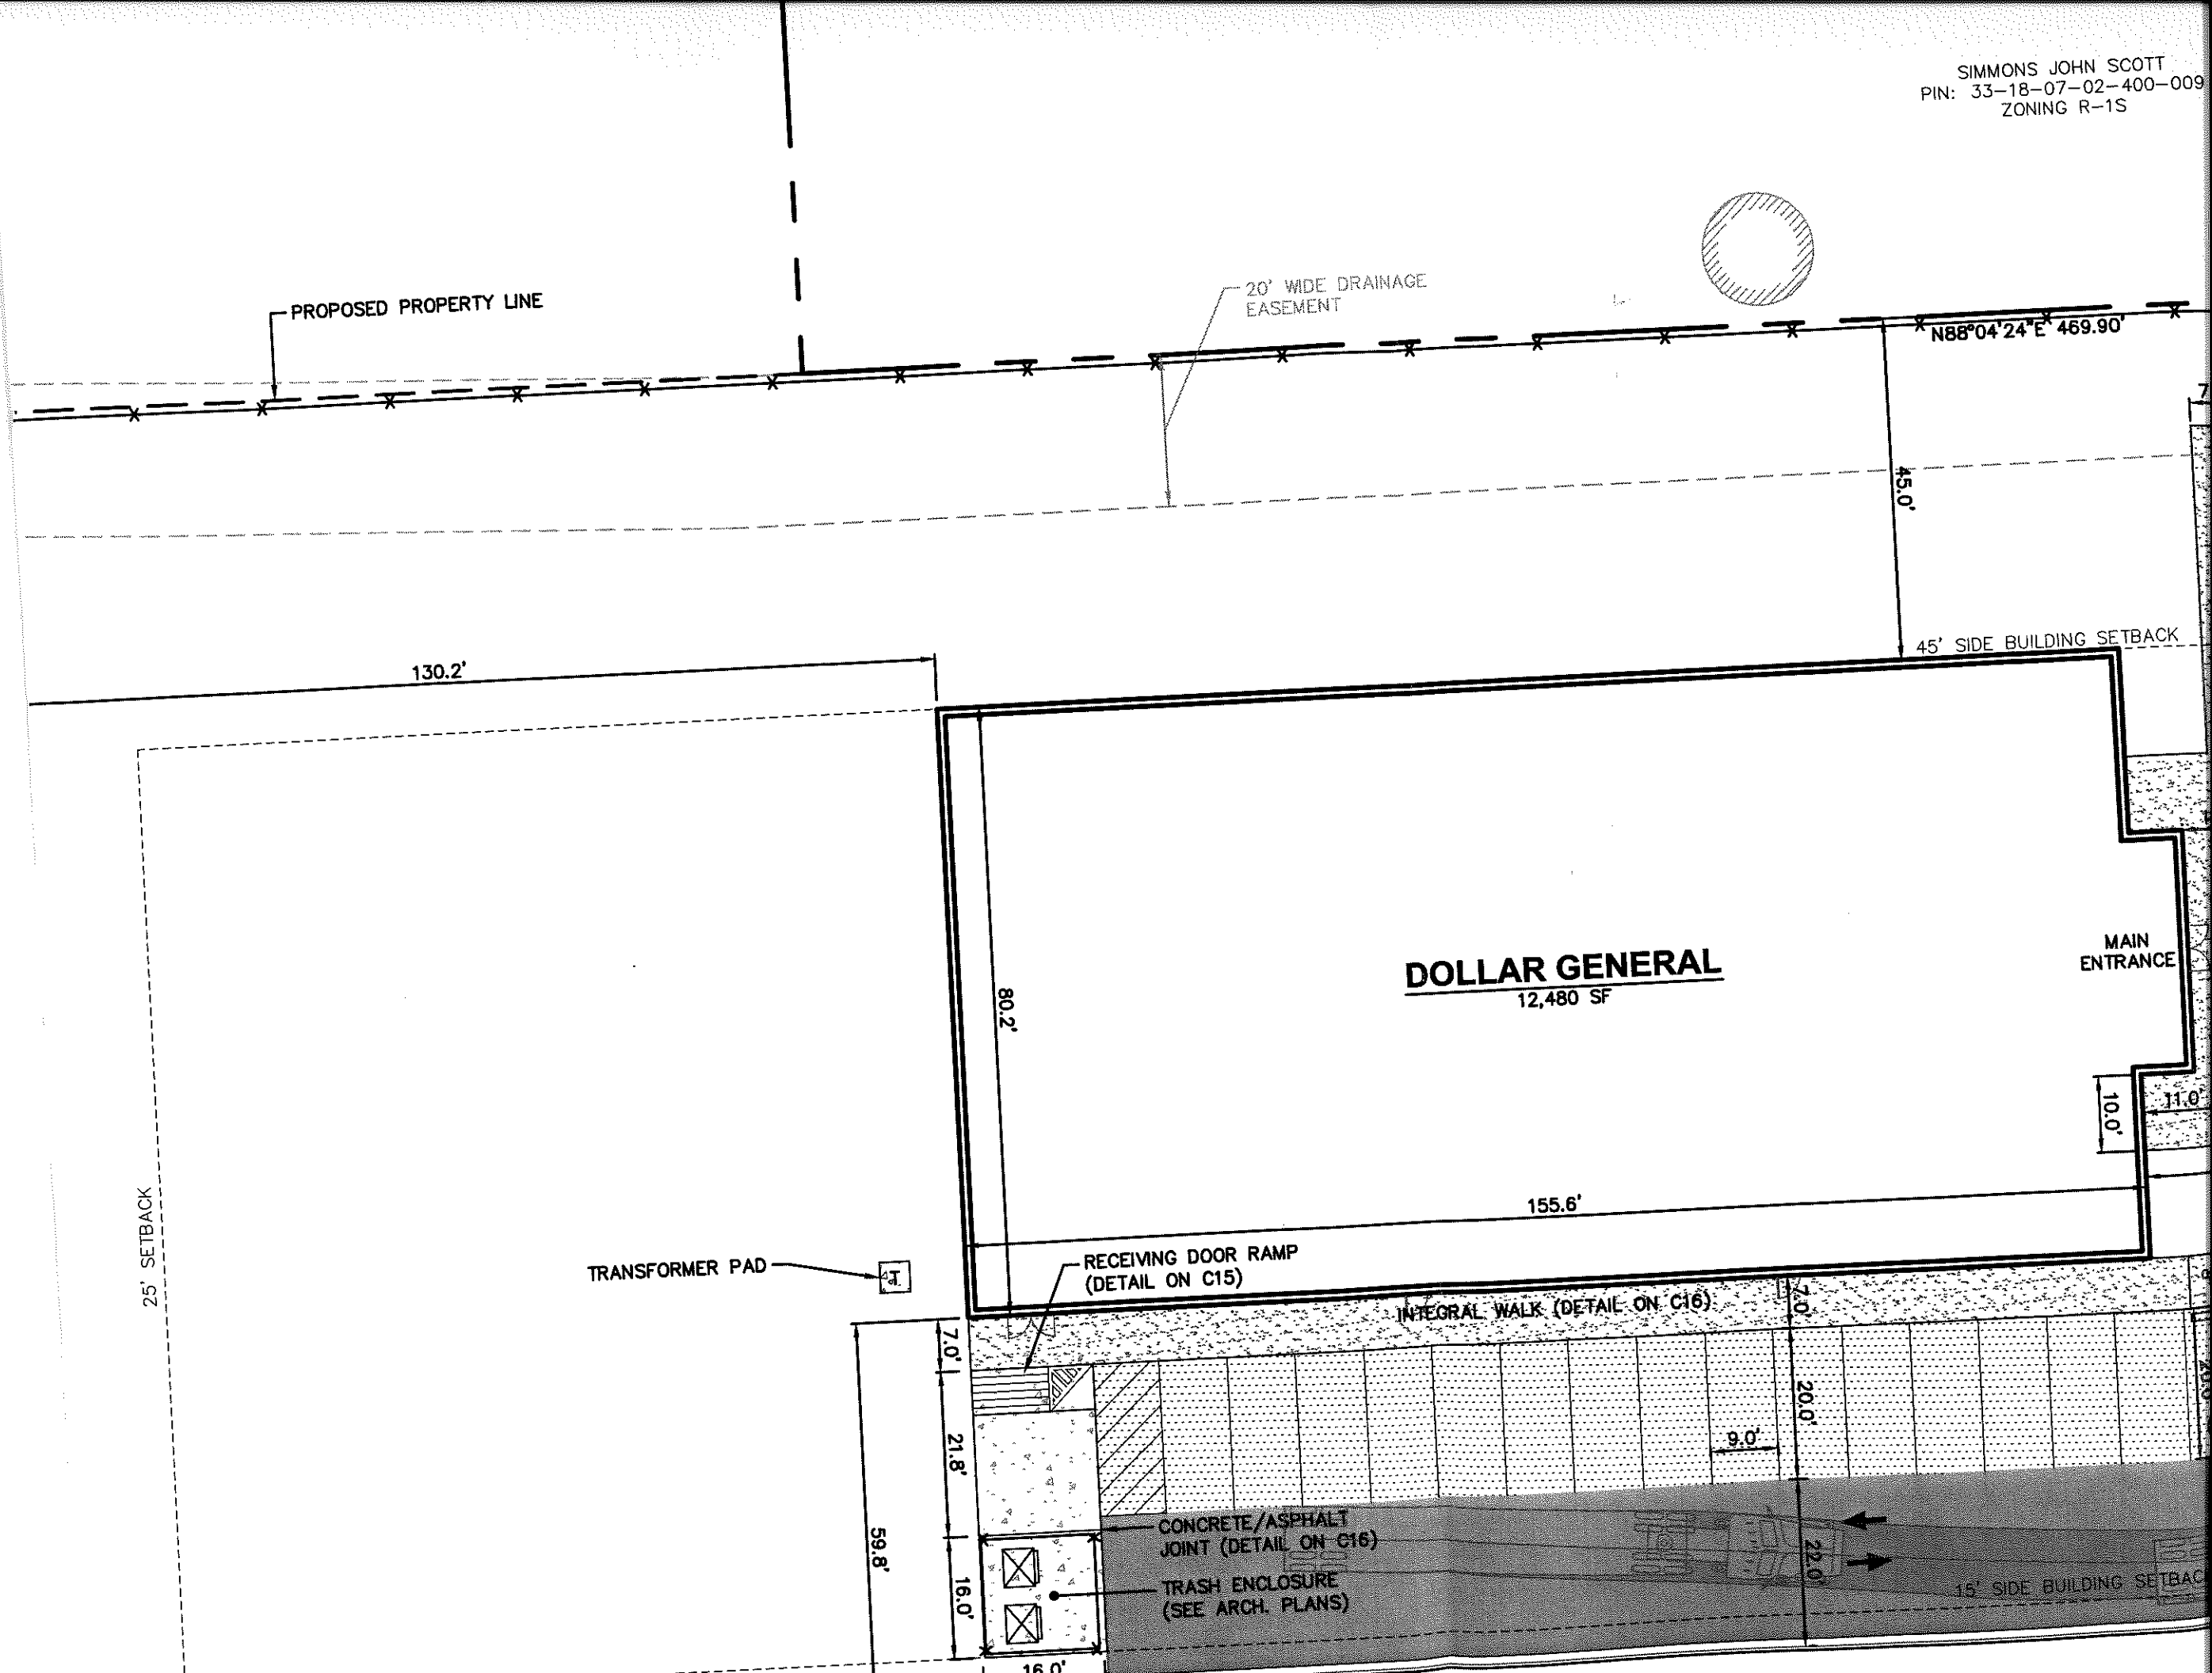 SIMMONS JOHN SCOTT
PIN: 33-18-07-02-400-009
ZONING R-1S
PROPOSED PROPERTY LINE
20' WIDE DRAINAGE
EASEMENT
N88°04'24"E 469.90'
45.0'
45' SIDE BUILDING SETBACK
130.2'
80.2'
DOLLAR GENERAL
12,480 SF
MAIN
ENTRANCE
10.0'
11.0'
155.6'
25' SETBACK
TRANSFORMER PAD
T
RECEIVING DOOR RAMP
(DETAIL ON C15)
INTEGRAL WALK (DETAIL ON C16)
7.0'
7.0'
20.0'
9.0'
21.8'
59.8'
CONCRETE/ASPHALT
JOINT (DETAIL ON C16)
22.0'
16.0'
TRASH ENCLOSURE
(SEE ARCH. PLANS)
15' SIDE BUILDING SETBAC
16.0'